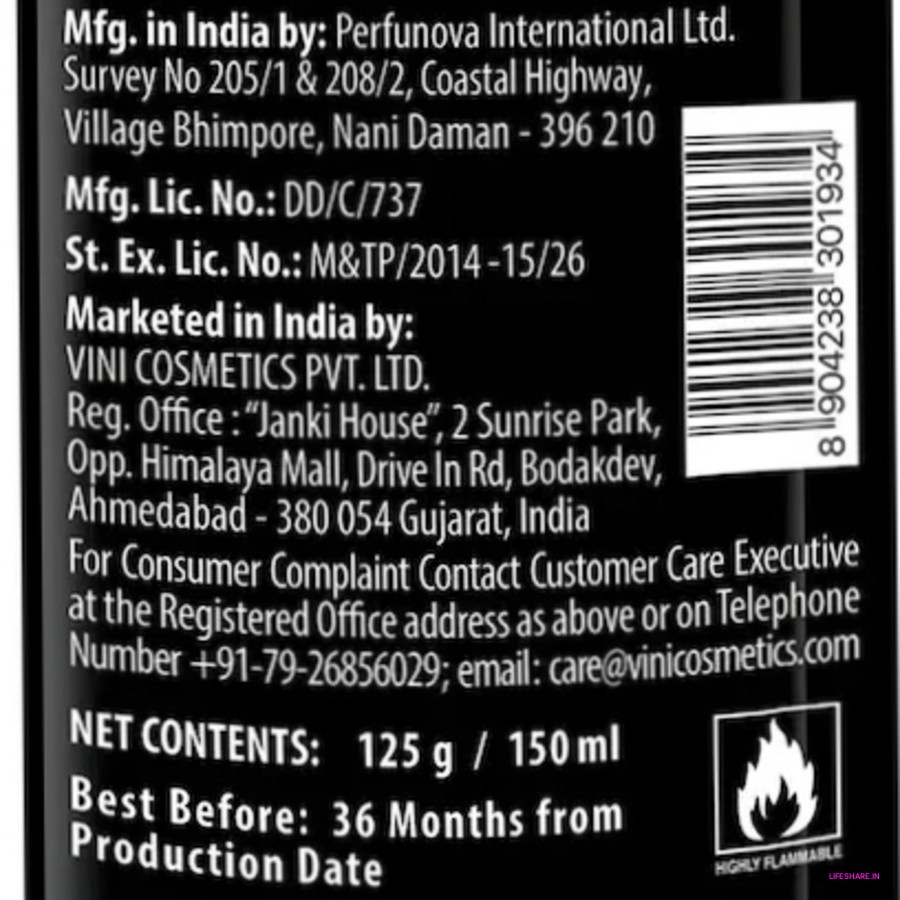 Mfg. in India by: Perfunova International Ltd.
Survey No 205/1 & 208/2, Coastal Highway,
Village Bhimpore, Nani Daman - 396 210
Mfg. Lic. No.: DD/C/737
St. Ex. Lic. No.: M&TP/2014-15/26
Marketed in India by:
VINI COSMETICS PVT. LTD.
Reg. Office : “Janki House”, 2 Sunrise Park,
Opp. Himalaya Mall, Drive In Rd, Bodakdev,
Ahmedabad - 380 054 Gujarat, India
For Consumer Complaint Contact Customer Care Executive
at the Registered Office address as above or on Telephone
Number +91-79-26856029; email: care@vinicosmetics.com
NET CONTENTS: 125 g / 150 ml
Best Before: 36 Months from
Production Date
8 904238 301934
HIGHLY FLAMMABLE
LIFESHARE.IN